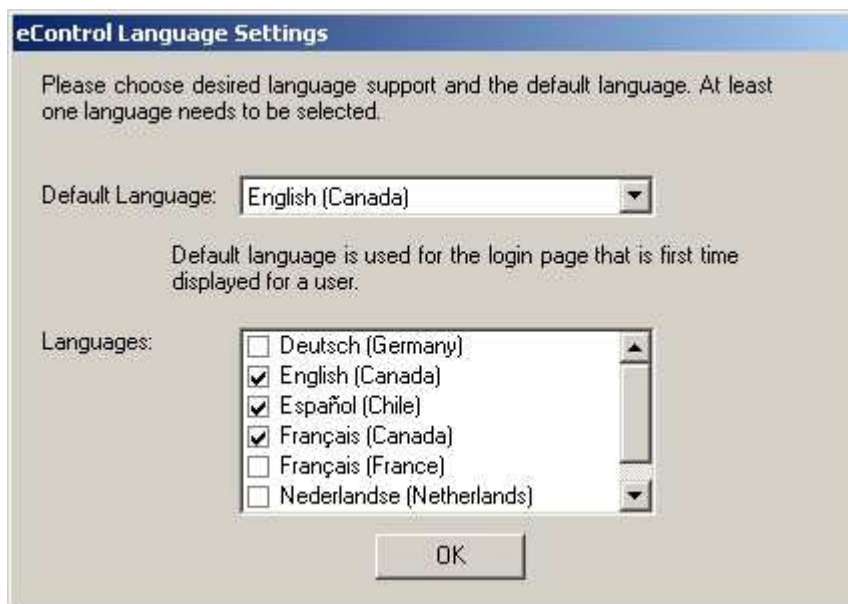 eControl Language Settings
Please choose desired language support and the default language. At least
one language needs to be selected.
Default Language: English (Canada)
Default language is used for the login page that is first time
displayed for a user.
Languages:
Deutsch (Germany)
English (Canada)
Español (Chile)
Français (Canada)
Français (France)
Nederlandse (Netherlands)
OK